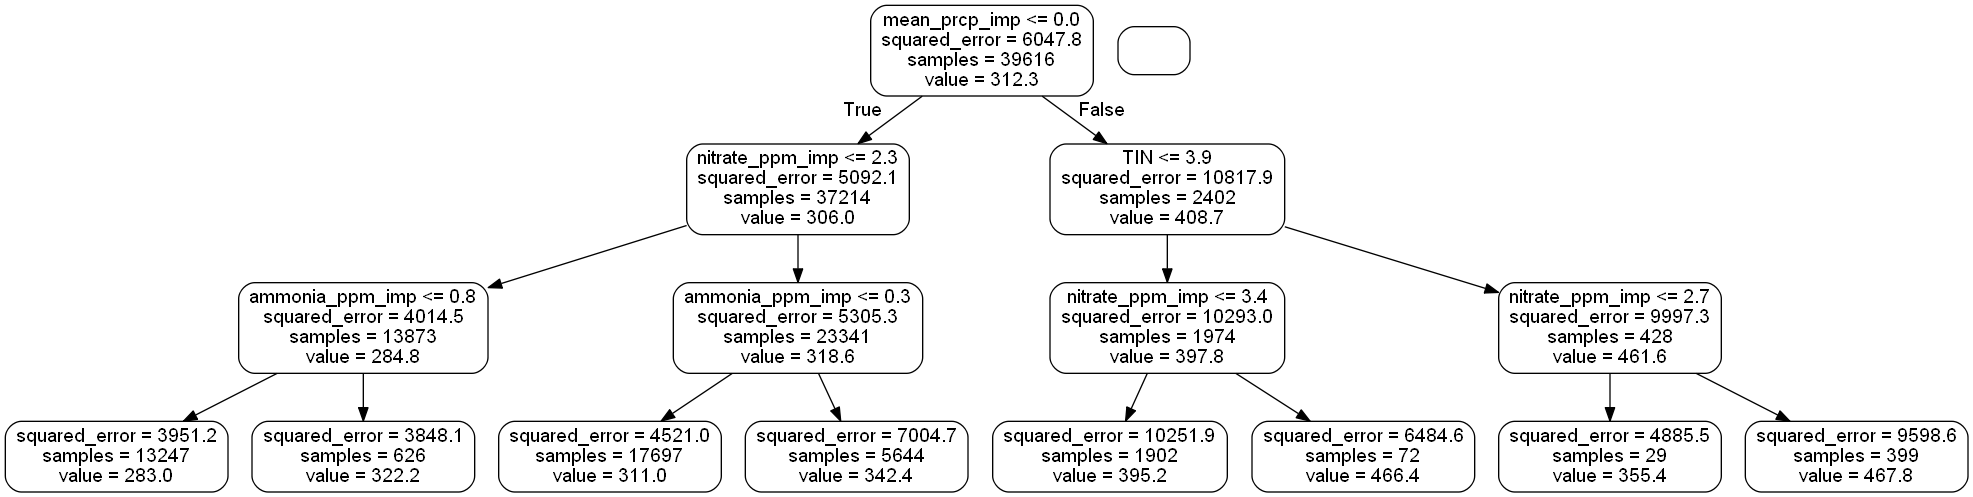 mean_prcp_imp <= 0.0
squared_error = 6047.8
samples = 39616
value = 312.3
True
False
nitrate_ppm_imp <= 2.3
squared_error = 5092.1
samples = 37214
value = 306.0
TIN <= 3.9
squared_error = 10817.9
samples = 2402
value = 408.7
ammonia_ppm_imp <= 0.8
squared_error = 4014.5
samples = 13873
value = 284.8
ammonia_ppm_imp <= 0.3
squared_error = 5305.3
samples = 23341
value = 318.6
nitrate_ppm_imp <= 3.4
squared_error = 10293.0
samples = 1974
value = 397.8
nitrate_ppm_imp <= 2.7
squared_error = 9997.3
samples = 428
value = 461.6
squared_error = 3951.2
samples = 13247
value = 283.0
squared_error = 3848.1
samples = 626
value = 322.2
squared_error = 4521.0
samples = 17697
value = 311.0
squared_error = 7004.7
samples = 5644
value = 342.4
squared_error = 10251.9
samples = 1902
value = 395.2
squared_error = 6484.6
samples = 72
value = 466.4
squared_error = 4885.5
samples = 29
value = 355.4
squared_error = 9598.6
samples = 399
value = 467.8